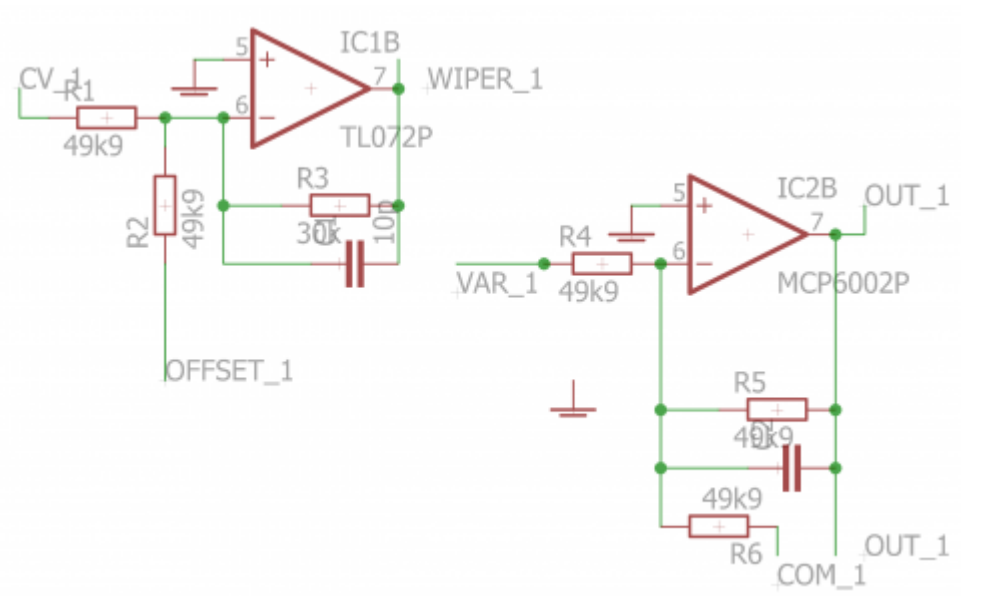 IC1B
5
+
7
WIPER_1
CV_1
R1
6
−
TL072P
49k9
R2
49k9
R3
30k
10p
OFFSET_1
IC2B
5
+
7
OUT_1
R4
6
−
VAR_1
49k9
MCP6002P
R5
49k9
49k9
R6
OUT_1
COM_1